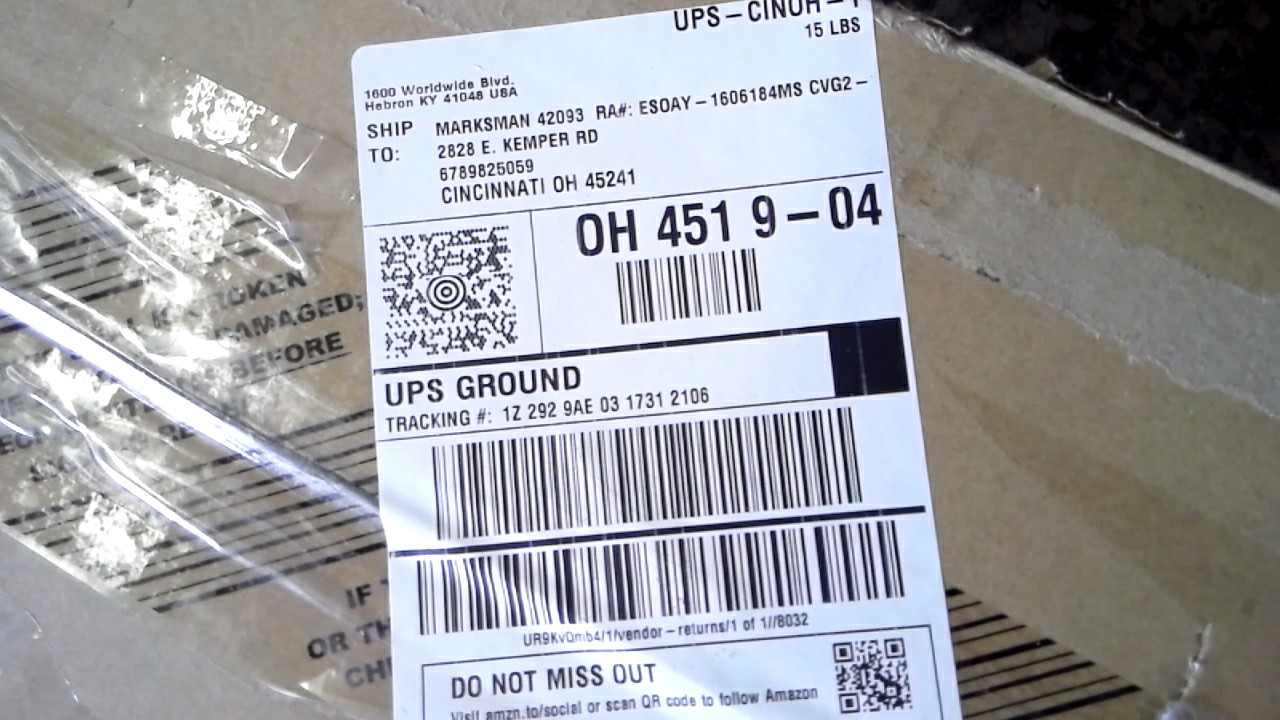 UPS – CINOH – 1
15 LBS
1600 Worldwide Blvd.
Hebron KY 41048 USA
SHIP TO:
MARKSMAN 42093 RA#: ESOAY – 1606184MS CVG2 –
2828 E. KEMPER RD
6789825059
CINCINNATI OH 45241
OH 451 9 – 04
UPS GROUND
TRACKING #: 1Z 292 9AE 03 1731 2106
UR9KvQmb4/1/vendor – returns/1 of 1//8032
DO NOT MISS OUT
Visit amzn.to/social or scan QR code to follow Amazon
DAMAGED;
BEFORE
IF
OR